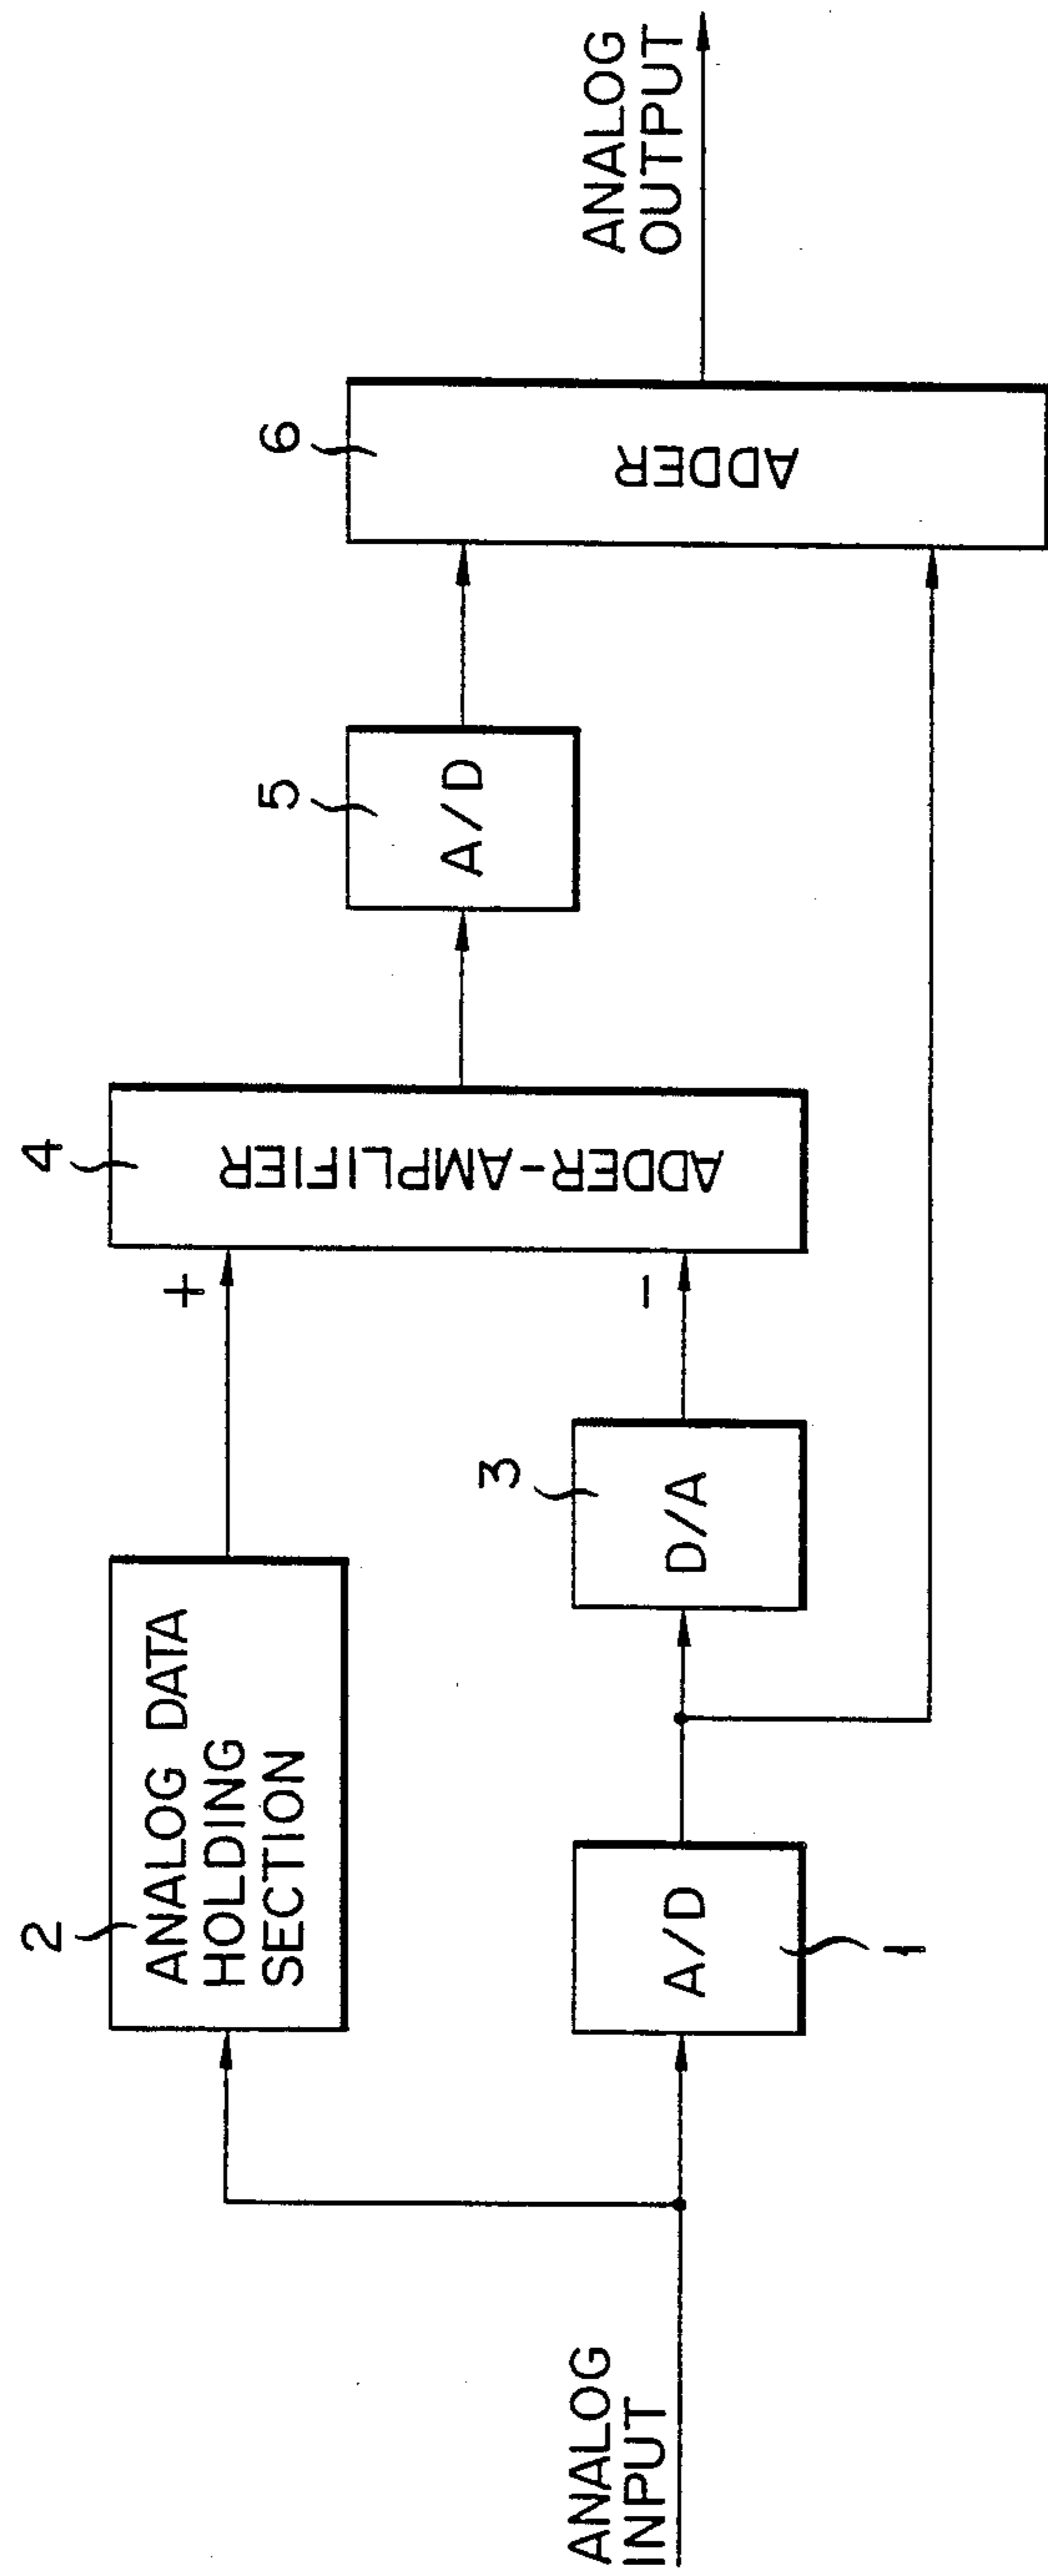 ANALOG
INPUT
2
ANALOG DATA
HOLDING
SECTION
A/D
1
3
D/A
+
-
4
ADDER-AMPLIFIER
5
A/D
6
ADDER
ANALOG
OUTPUT